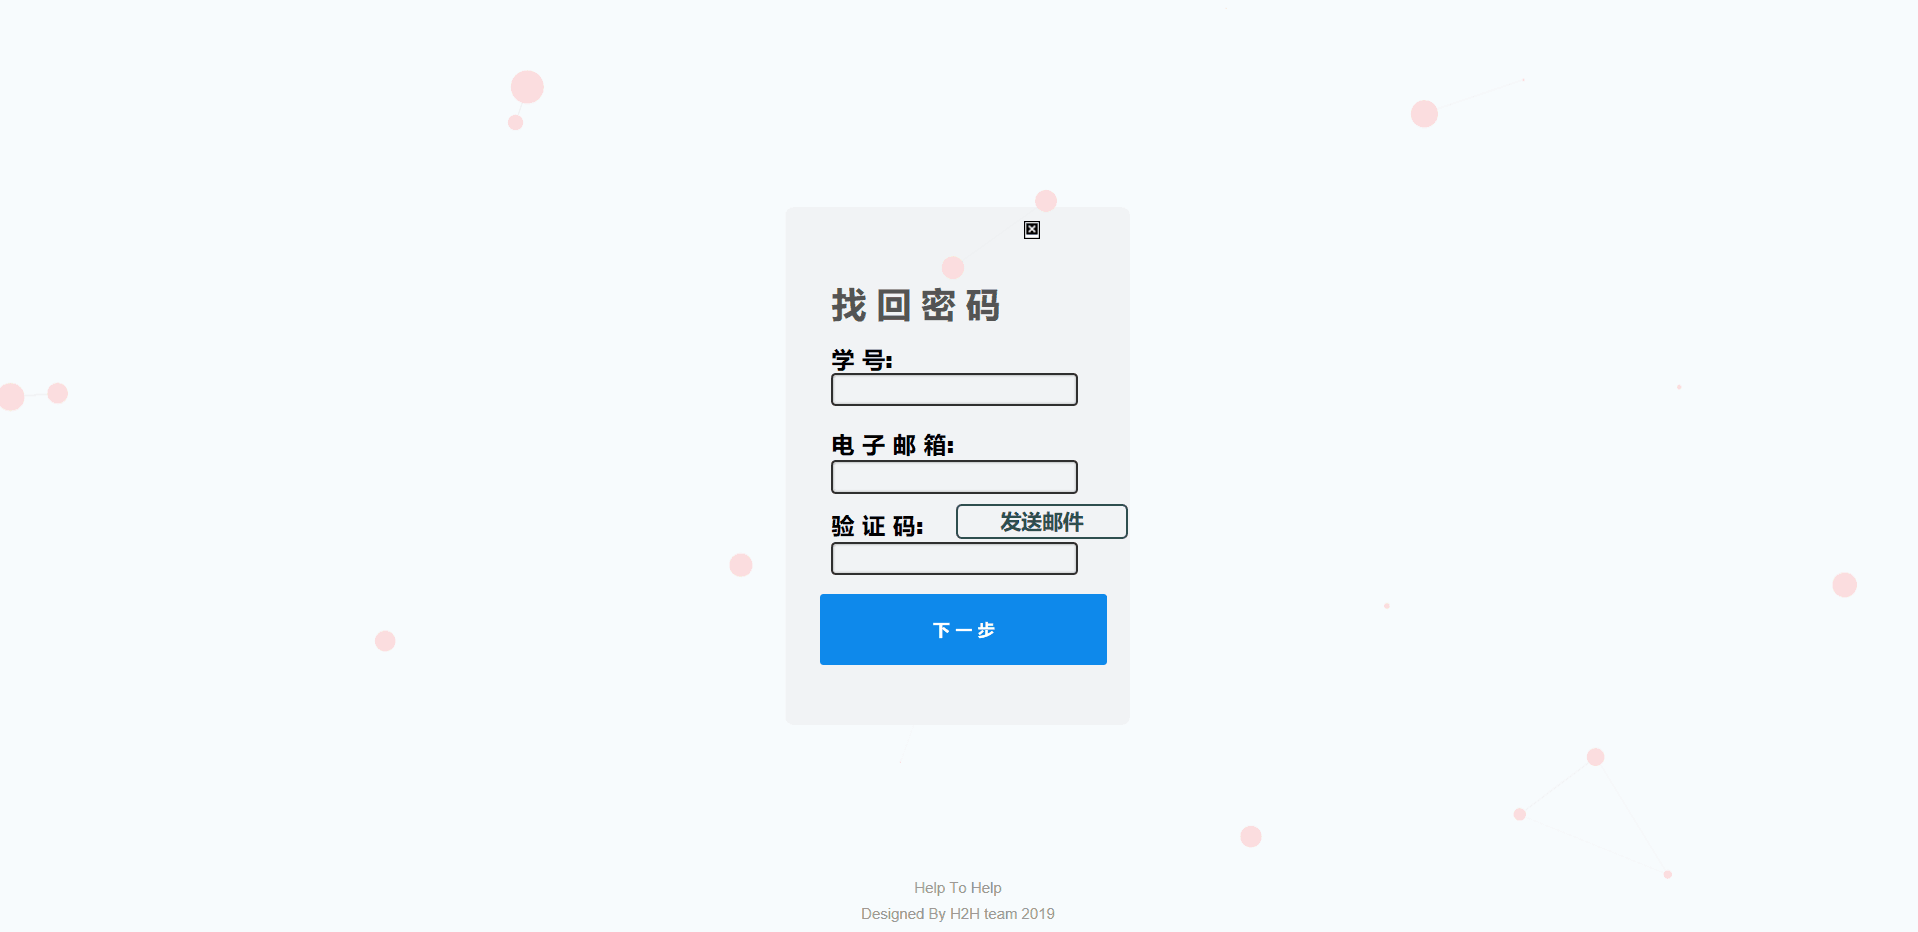 找回密码
学 号:
电 子 邮 箱:
验 证 码:
发送邮件
下一步
Help To Help
Designed By H2H team 2019